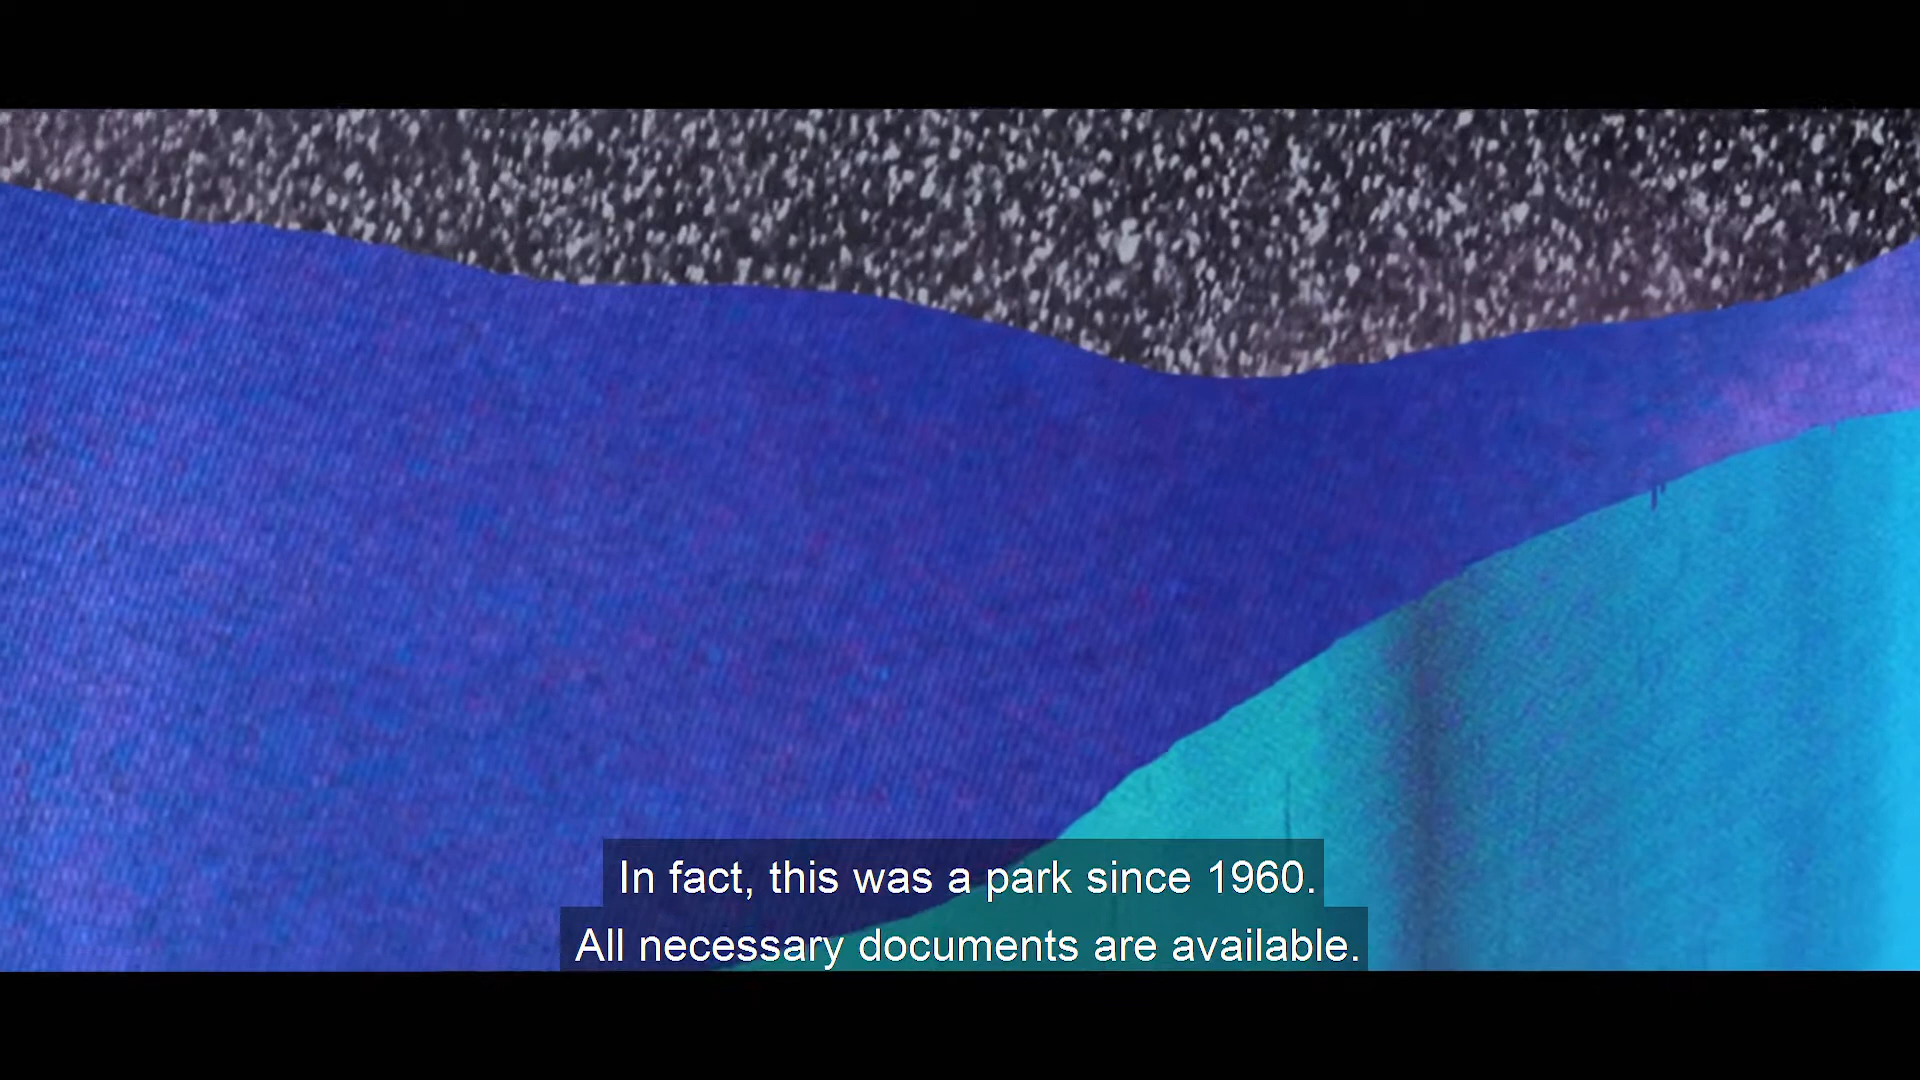 In fact, this was a park since 1960.
All necessary documents are available.